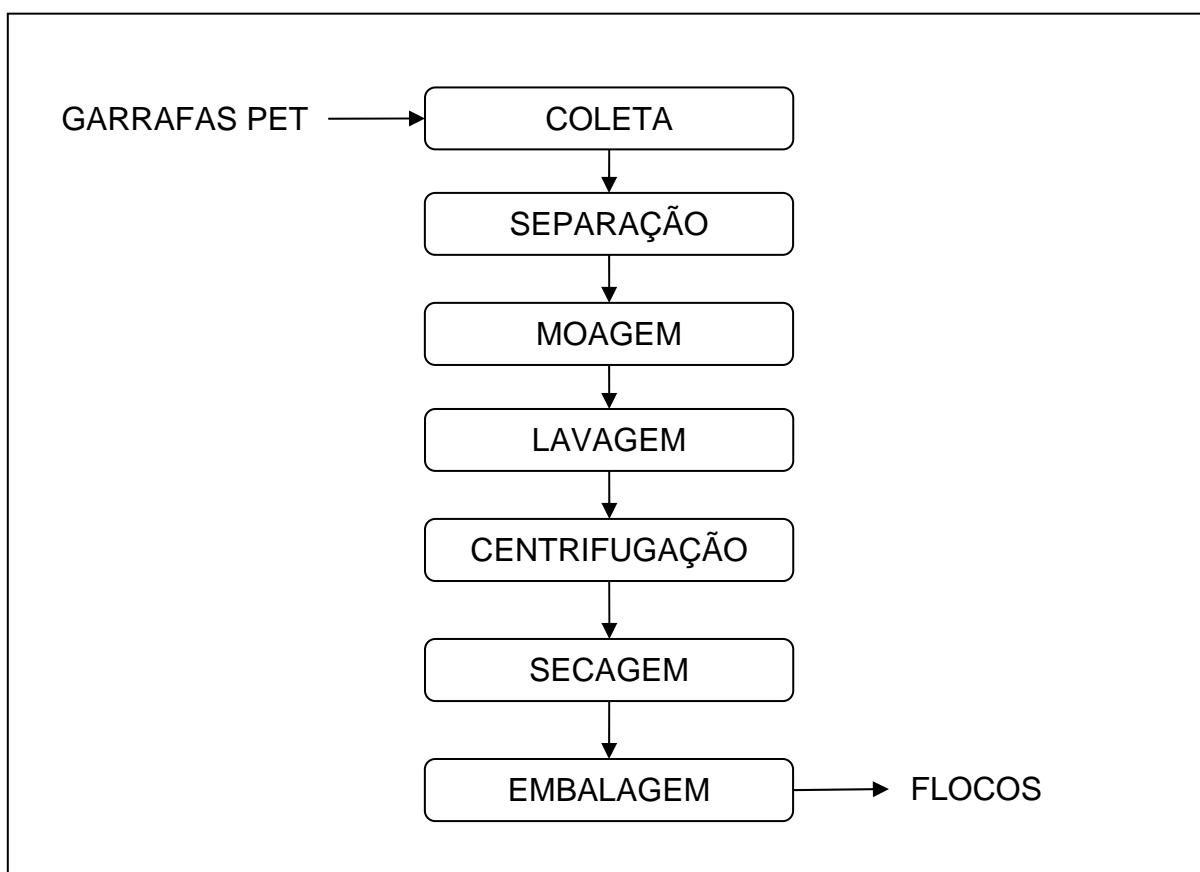 GARRAFAS PET
COLETA
SEPARAÇÃO
MOAGEM
LAVAGEM
CENTRIFUGAÇÃO
SECAGEM
EMBALAGEM
FLOCOS